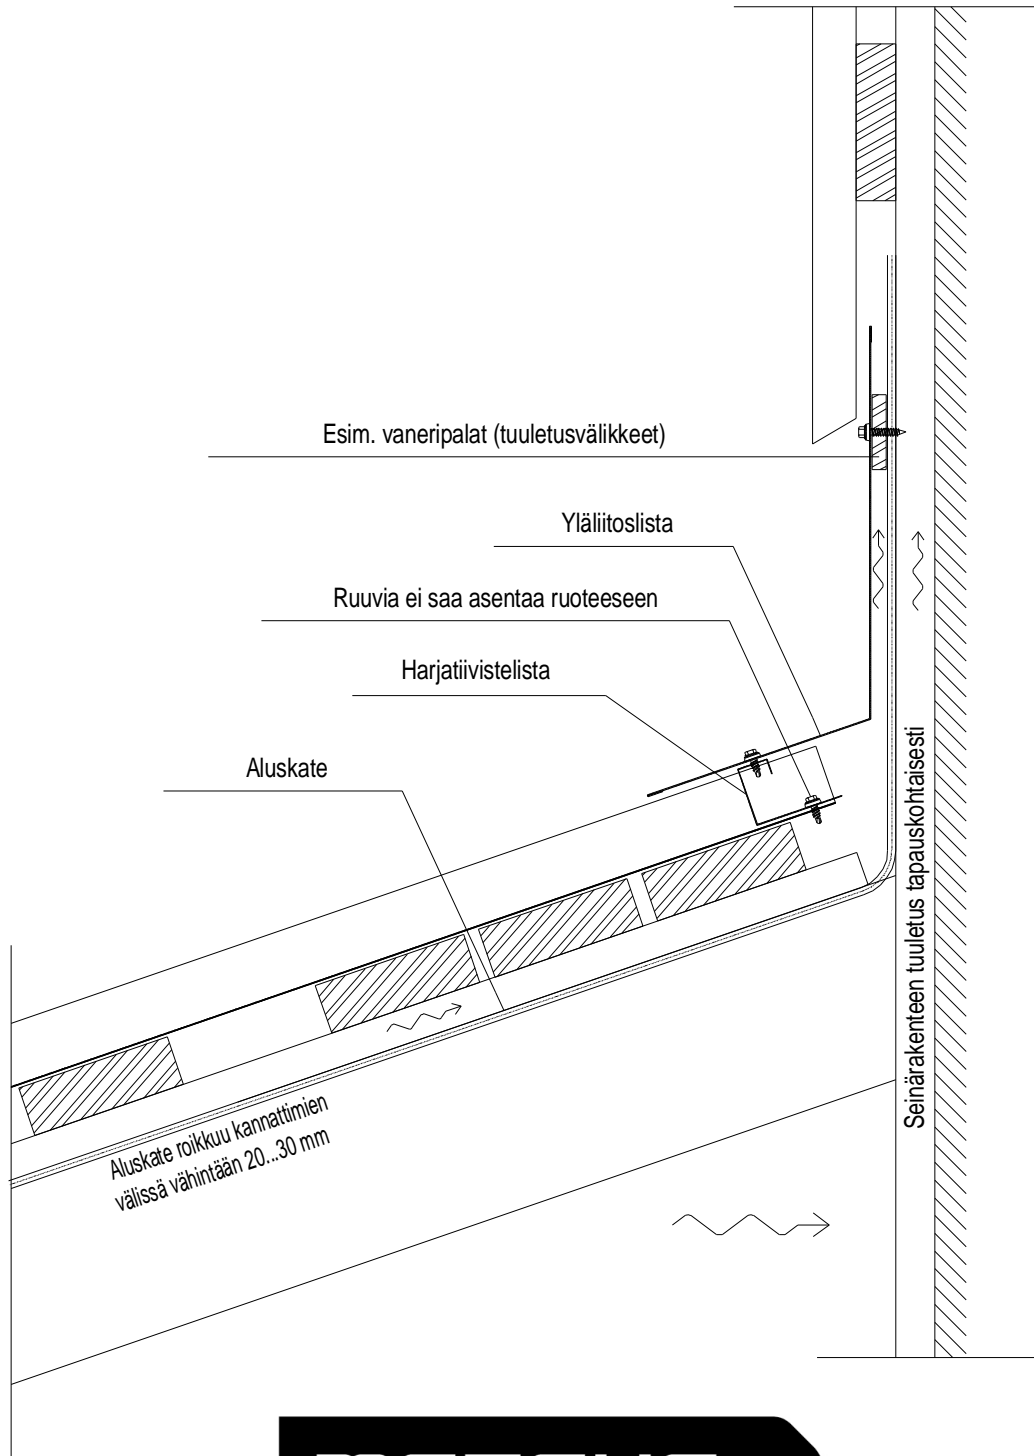 Esim. vaneripalat (tuuletusvälikkeet)
Yläliitoslista
Ruuvia ei saa asentaa ruoteeseen
Harjatiivistelista
Aluskate
Seinärakenteen tuuletus tapauskohtaisesti
Aluskate roikkuu kannattimien
välissä vähintään 20...30 mm